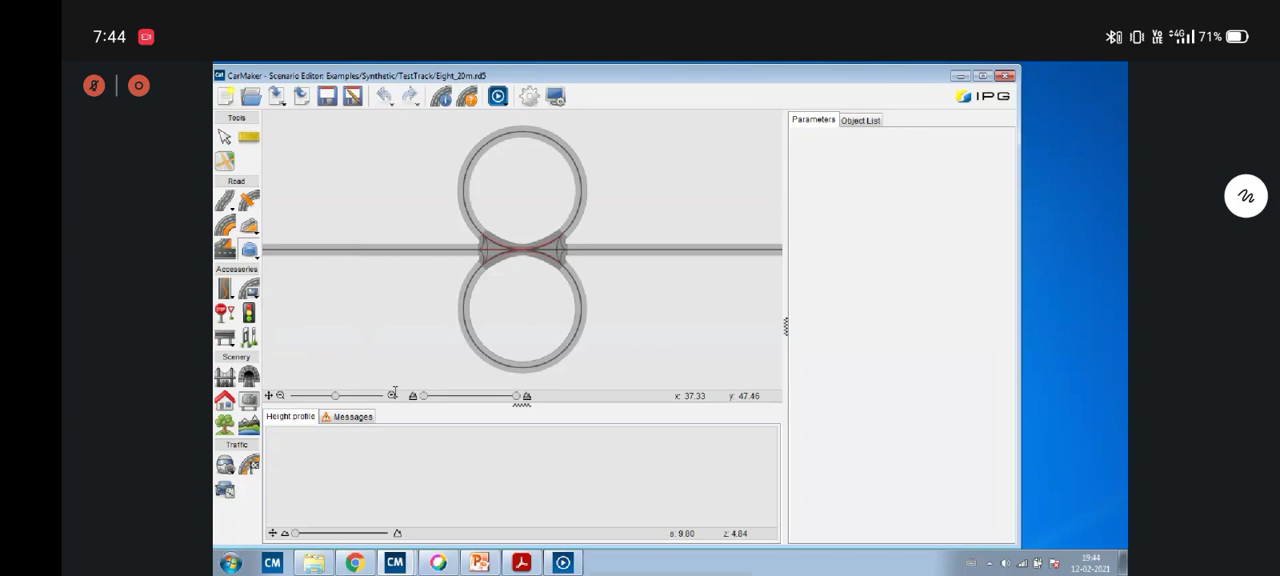 7:44
4G
71%
CarMaker - Scenario Editor: Examples/Synthetic/TestTrack/Eight_20m.rd5
IPG
Tools
Parameters
Object List
Road
Accessories
STOP
Scenery
x: 37.33
y: 47.46
Height profile
Messages
Traffic
s: 9.80
z: 4.84
CM
CM
19:44
12-02-2021